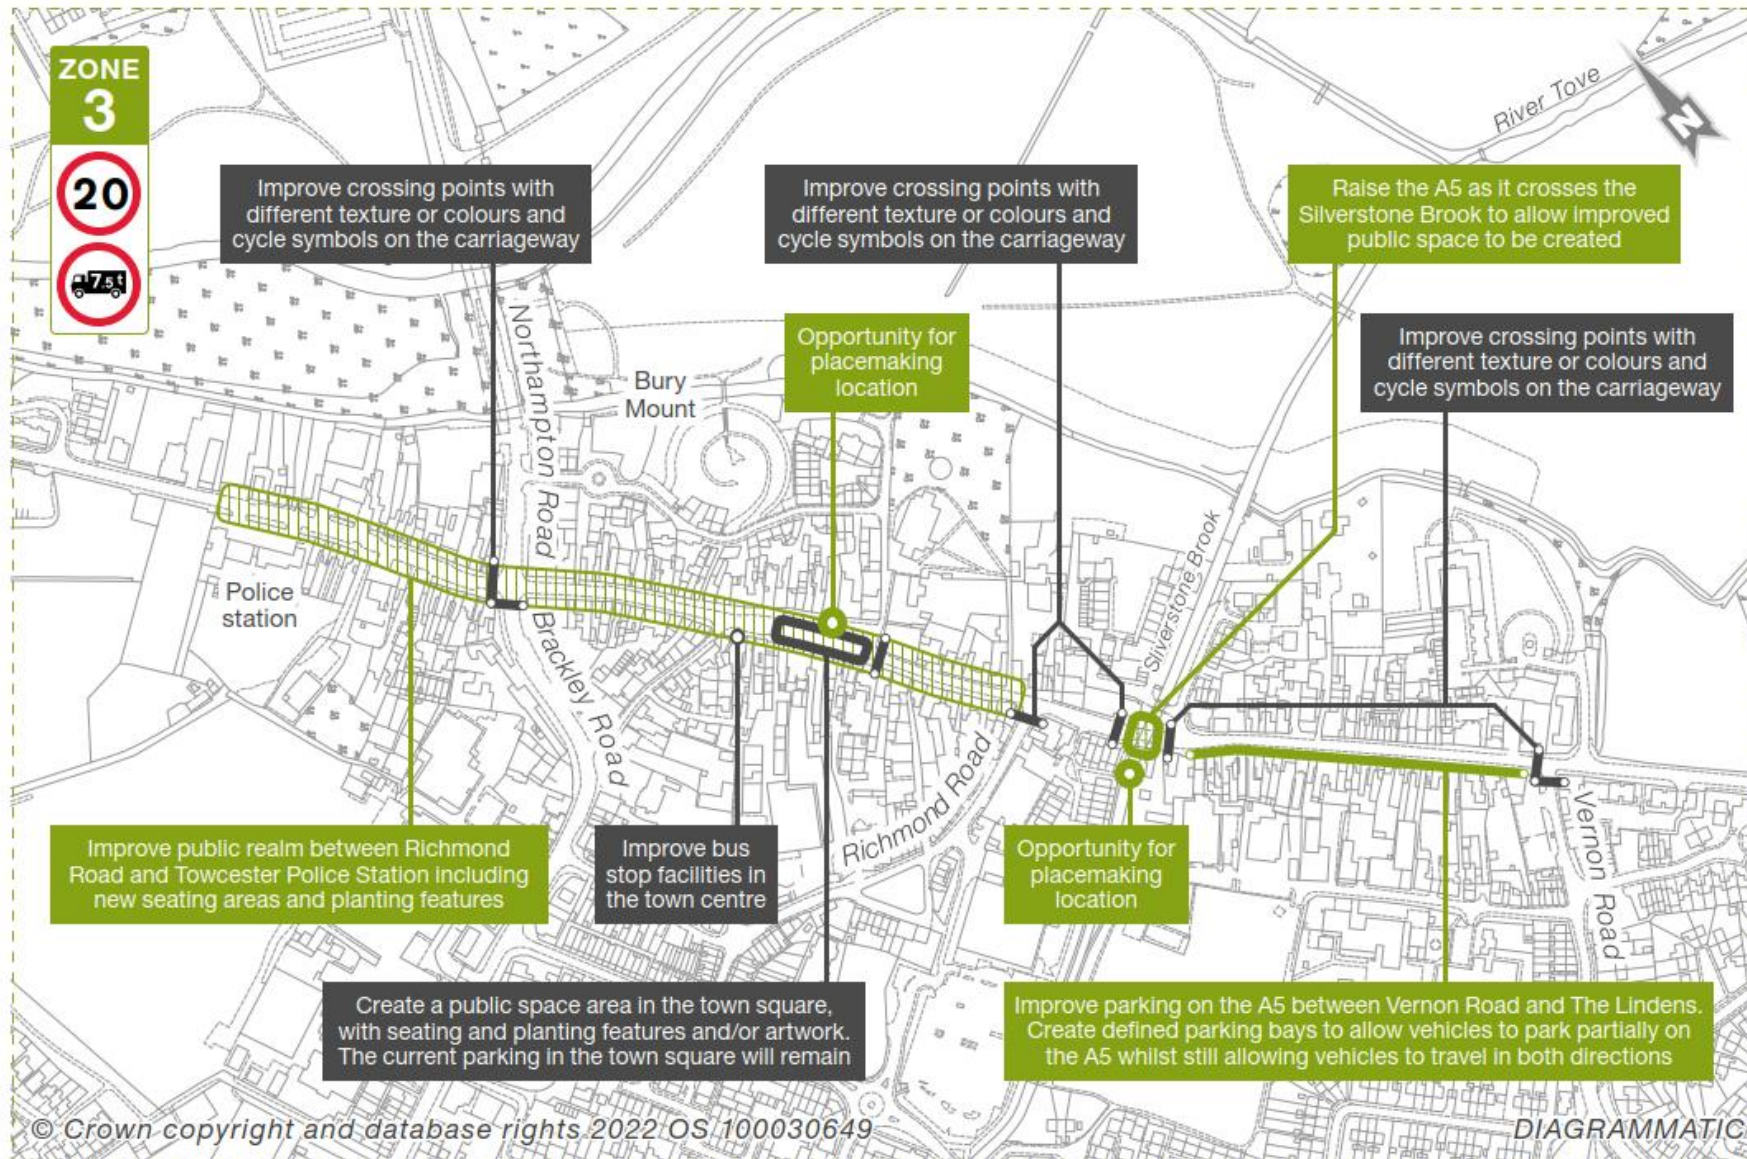 ZONE
3
20
7.5t
River Tove
N
Improve crossing points with
different texture or colours and
cycle symbols on the carriageway
Improve crossing points with
different texture or colours and
cycle symbols on the carriageway
Raise the A5 as it crosses the
Silverstone Brook to allow improved
public space to be created
Northampton Road
Bury
Mount
Opportunity for
placemaking
location
Improve crossing points with
different texture or colours and
cycle symbols on the carriageway
Police
station
Brackley Road
Silverstone Brook
Richmond Road
Vernon Road
Improve public realm between Richmond
Road and Towcester Police Station including
new seating areas and planting features
Improve bus
stop facilities in
the town centre
Opportunity for
placemaking
location
Create a public space area in the town square,
with seating and planting features and/or artwork.
The current parking in the town square will remain
Improve parking on the A5 between Vernon Road and The Lindens.
Create defined parking bays to allow vehicles to park partially on
the A5 whilst still allowing vehicles to travel in both directions
© Crown copyright and database rights 2022 OS 100030649
DIAGRAMMATIC